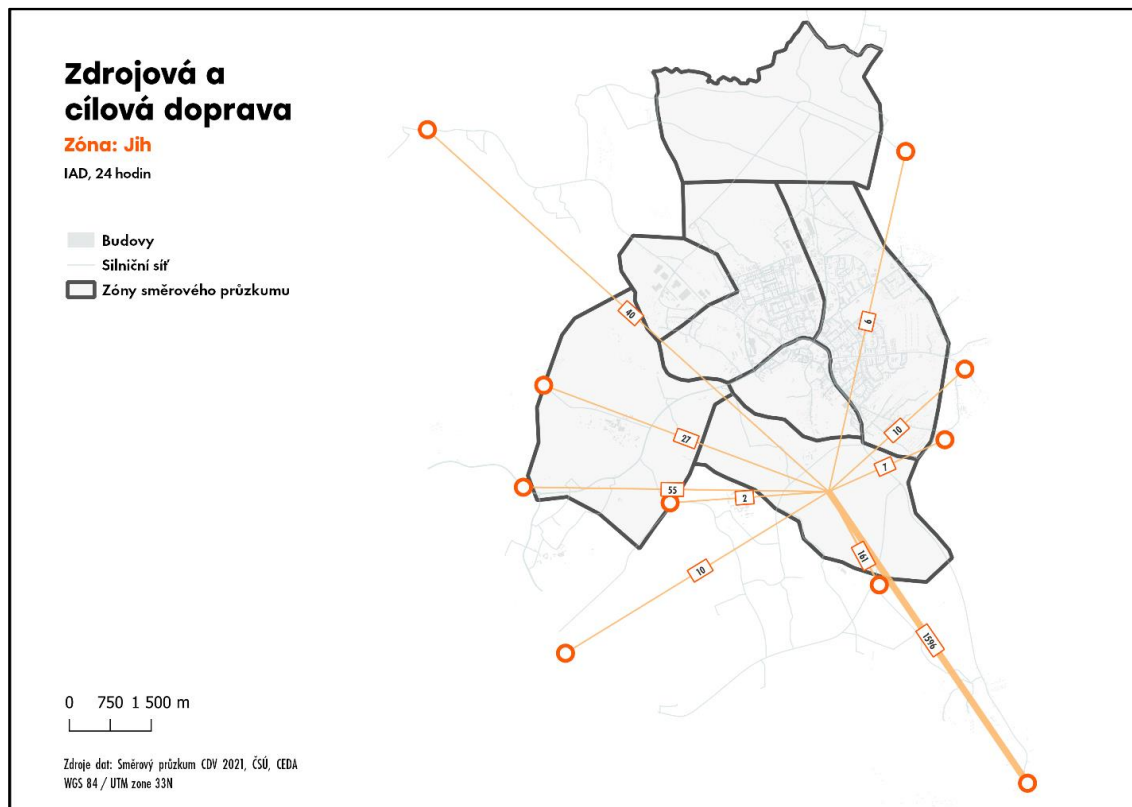 Zdrojová a
cílová doprava
Zóna: Jih
IAD, 24 hodin
Budovy
Silniční síť
Zóny směrového průzkumu
40
6
27
10
7
55
2
161
10
1596
0 750 1 500 m
Zdroje dat: Směrový průzkum CDV 2021, ČSÚ, CEDA
WGS 84 / UTM zone 33N